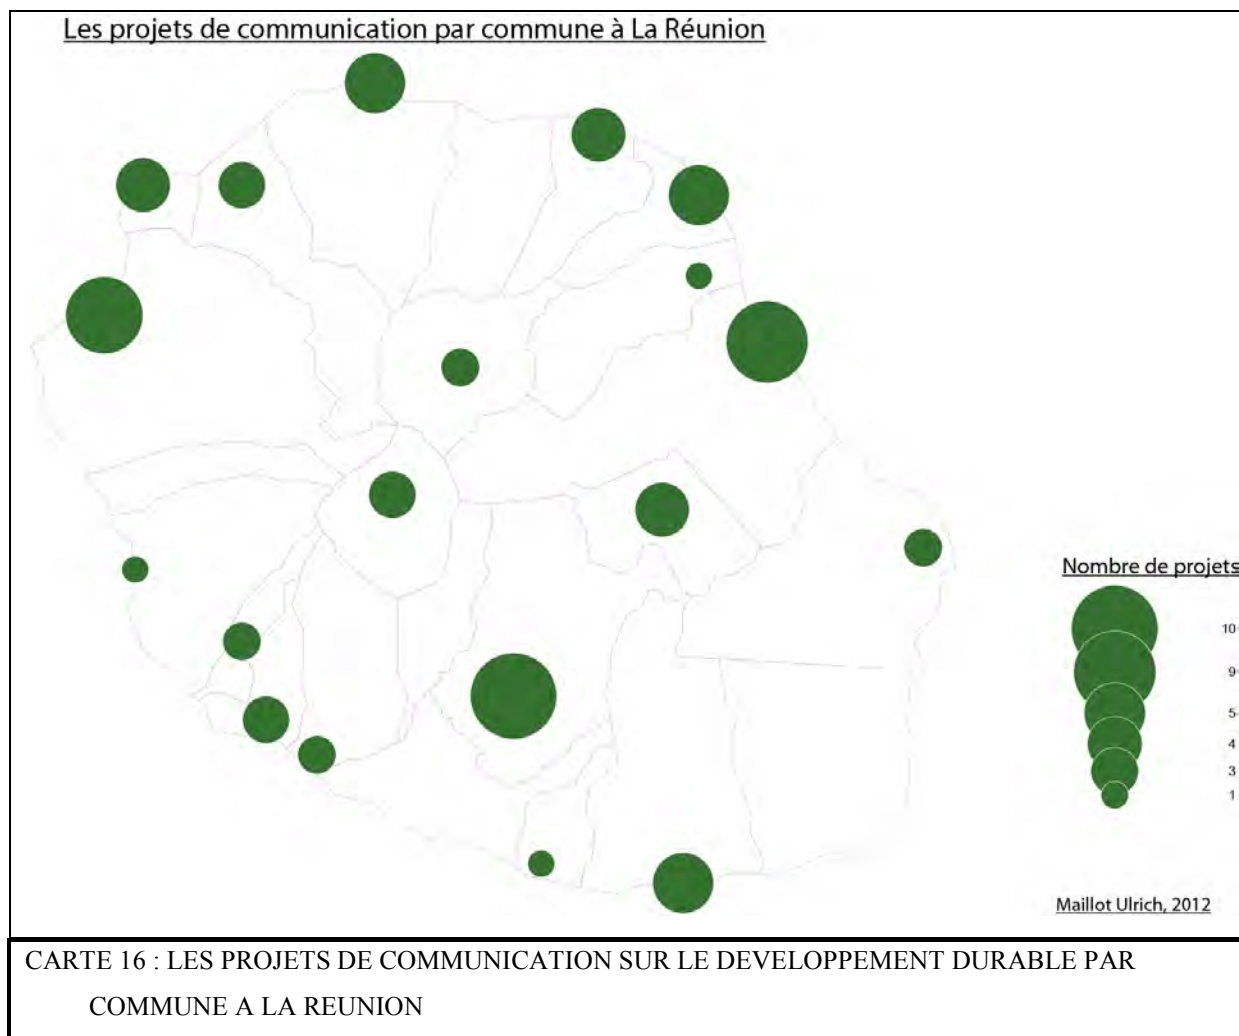 Les projets de communication par commune à La Réunion
Nombre de projets
10
9
5
4
3
1
Maillot Ulrich, 2012
CARTE 16 : LES PROJETS DE COMMUNICATION SUR LE DEVELOPPEMENT DURABLE PAR
COMMUNE A LA REUNION